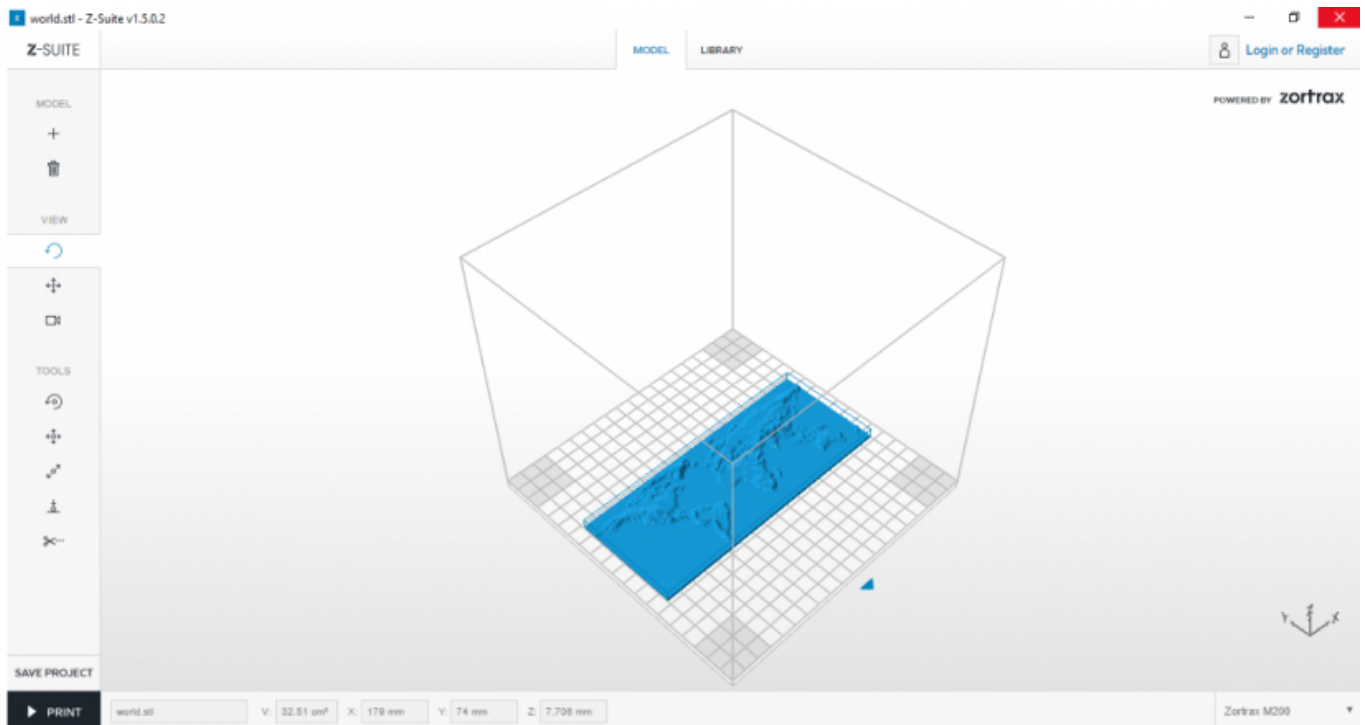 world.stl - Z-Suite v1.5.0.2
Z-SUITE
MODEL LIBRARY
Login or Register
MODEL
POWERED BY zortrax
VIEW
TOOLS
Y Z X
SAVE PROJECT
PRINT world.stl V: 32.51 cm³ X: 179 mm Y: 74 mm Z: 7.706 mm Zortrax M200